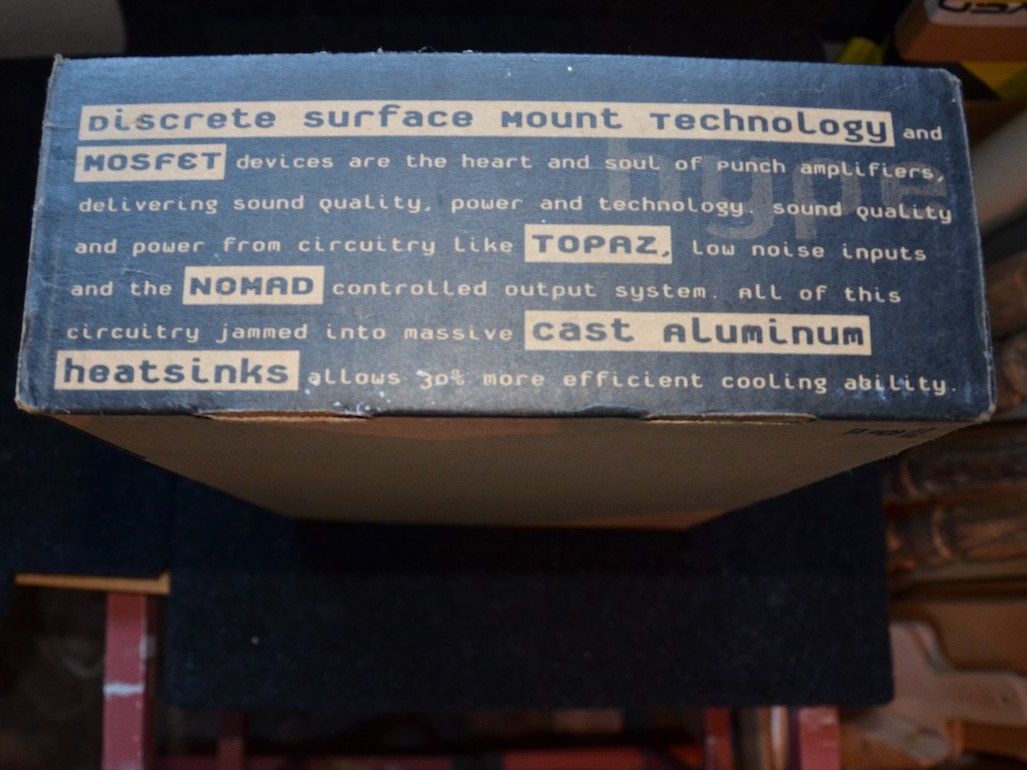 Discrete surface Mount Technology and
MOSFET devices are the heart and soul of Punch amplifiers,
delivering sound quality, power and technology. Sound quality
and power from circuitry like TOPAZ, low noise inputs
and the NOMAD controlled output system. All of this
circuitry jammed into massive cast Aluminum
heatsinks allows 30% more efficient cooling ability.
hype